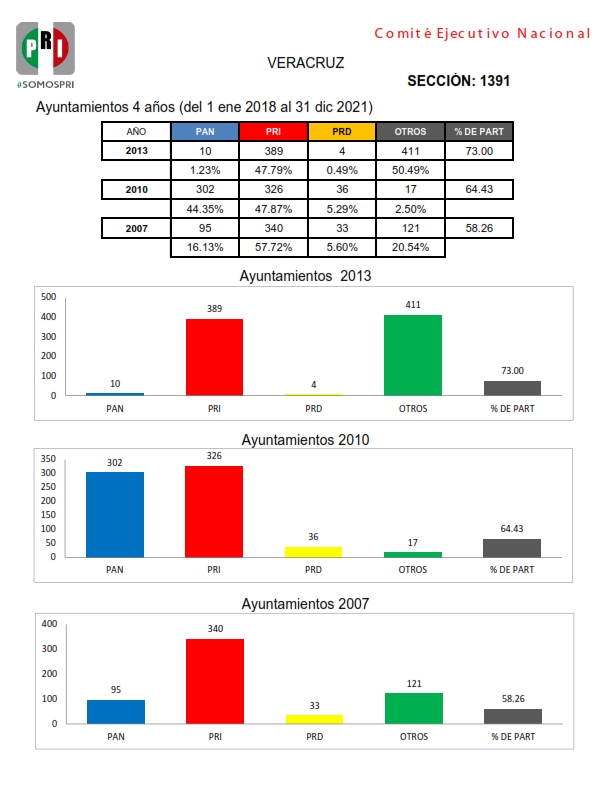 Comité Ejecutivo Nacional
PRI
#SOMOSPRI
VERACRUZ
SECCIÓN: 1391
Ayuntamientos 4 años (del 1 ene 2018 al 31 dic 2021)
AÑO PAN PRI PRD OTROS % DE PART
2013 10 389 4 411 73.00
1.23% 47.79% 0.49% 50.49%
2010 302 326 36 17 64.43
44.35% 47.87% 5.29% 2.50%
2007 95 340 33 121 58.26
16.13% 57.72% 5.60% 20.54%
Ayuntamientos 2013
500
400
300
200
100
0
10 389 4 411 73.00
PAN PRI PRD OTROS % DE PART
Ayuntamientos 2010
350
300
250
200
150
100
50
0
302 326 36 17 64.43
PAN PRI PRD OTROS % DE PART
Ayuntamientos 2007
400
300
200
100
0
95 340 33 121 58.26
PAN PRI PRD OTROS % DE PART